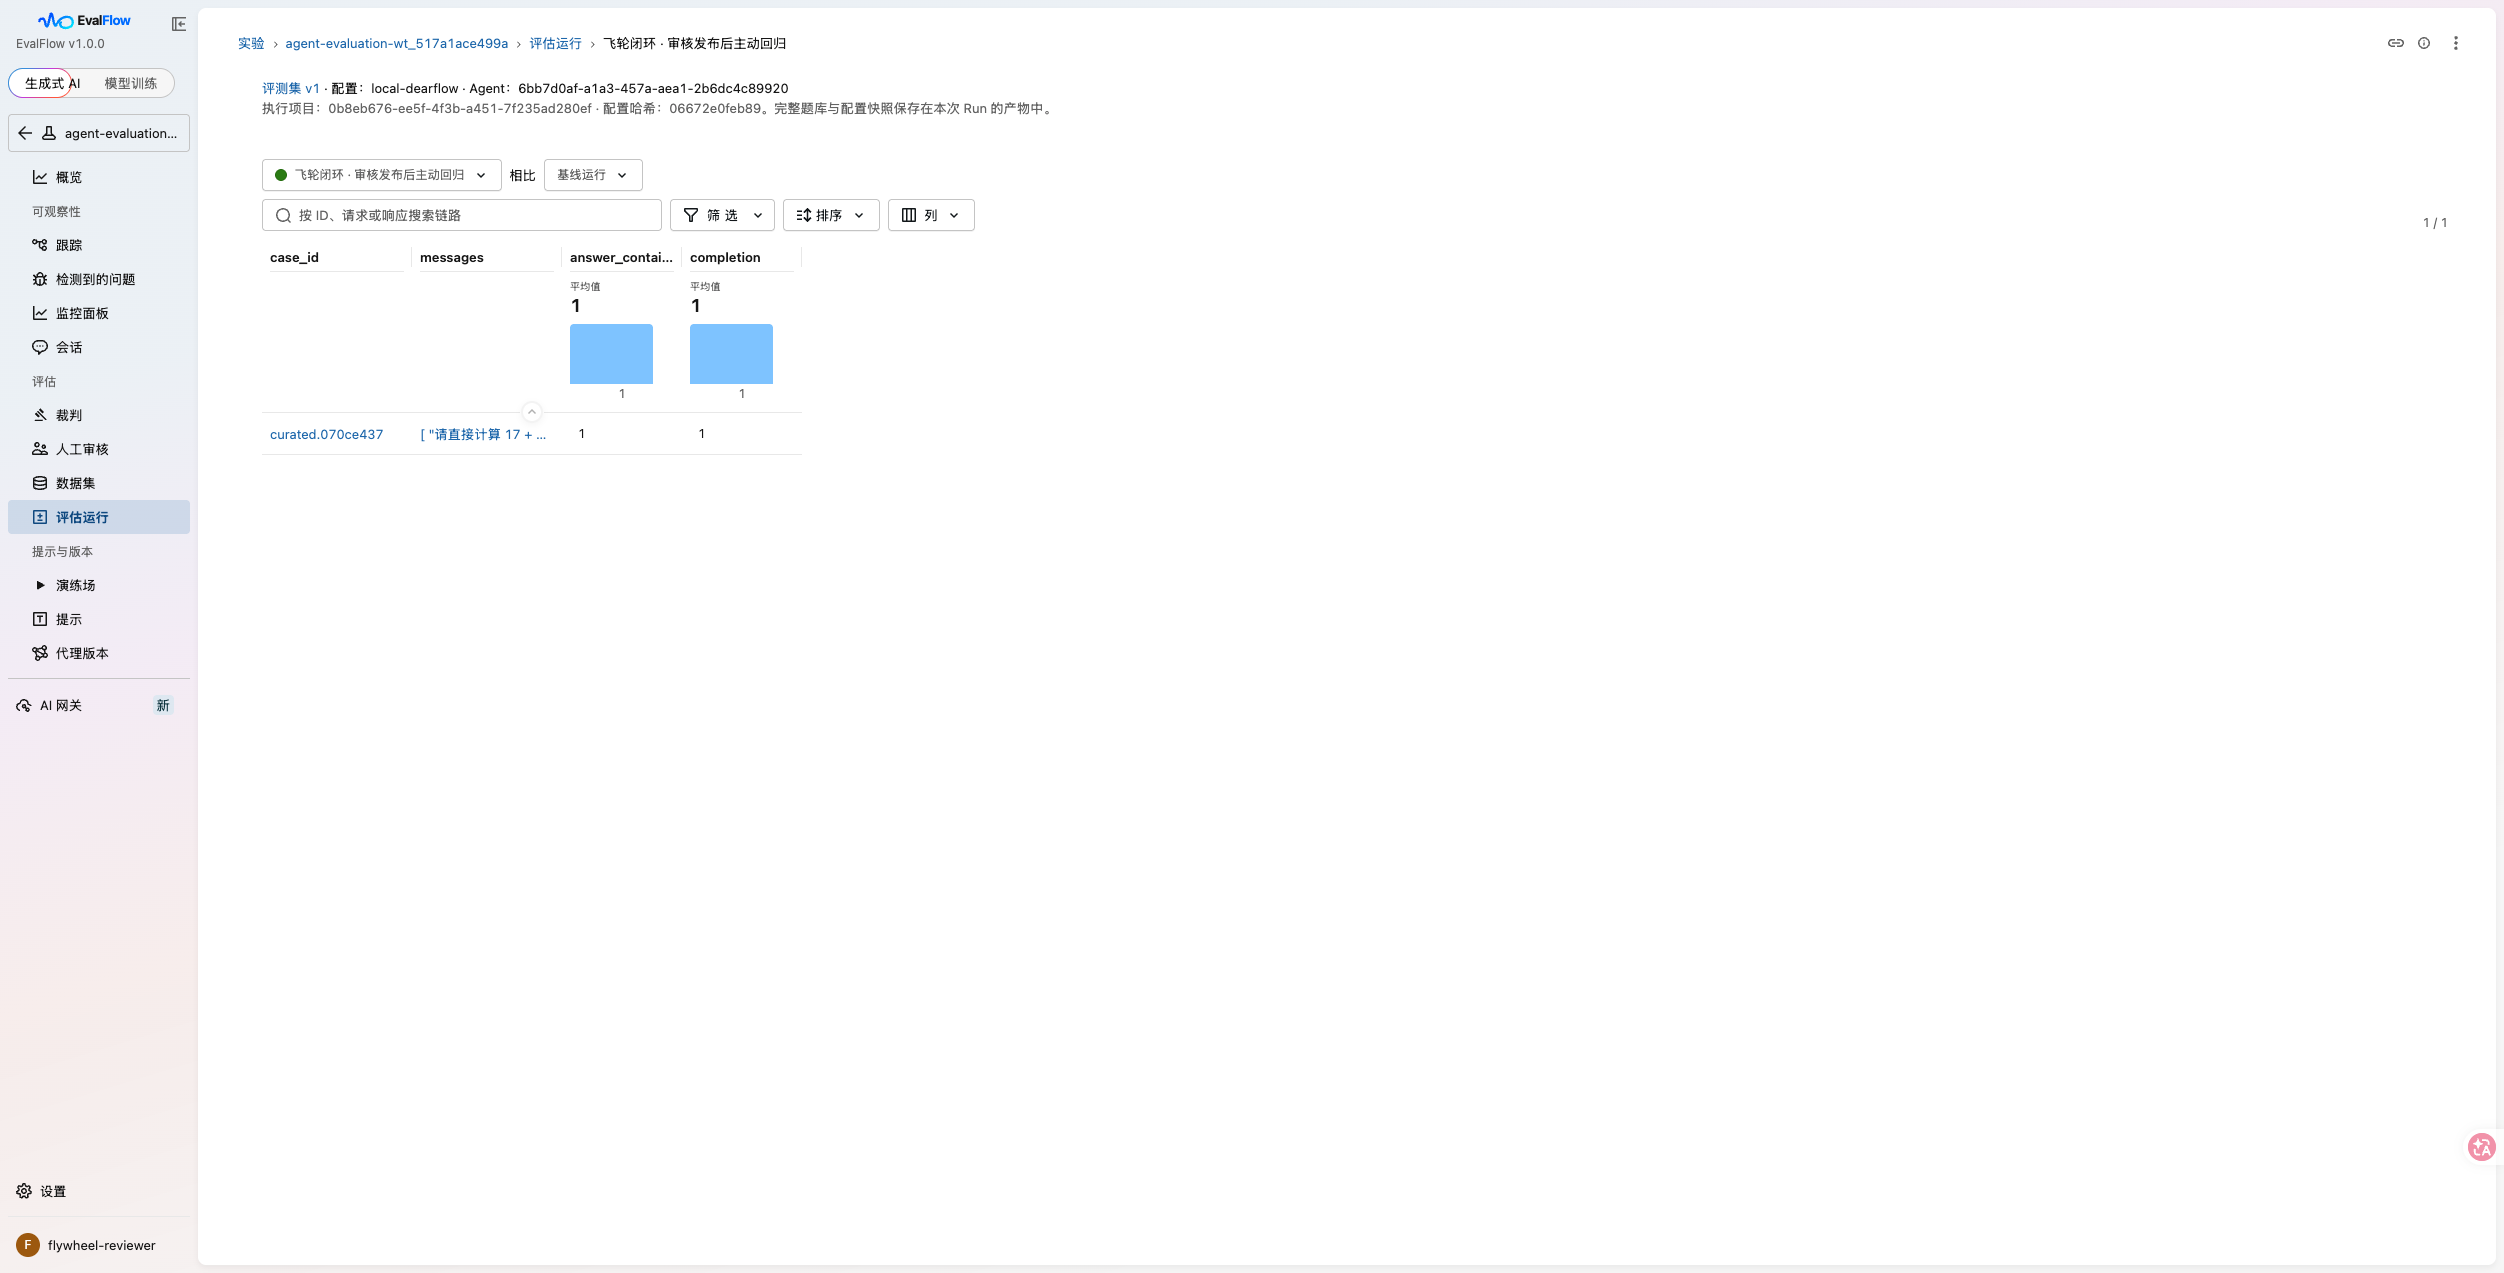 EvalFlow
EvalFlow v1.0.0
生成式 AI
模型训练
agent-evaluation...
概览
可观察性
跟踪
检测到的问题
监控面板
会话
评估
裁判
人工审核
数据集
评估运行
提示与版本
演练场
提示
代理版本
AI 网关
新
设置
F
flywheel-reviewer
实验 › agent-evaluation-wt_517a1ace499a › 评估运行 › 飞轮闭环 · 审核发布后主动回归
评测集 v1 · 配置：local-dearflow · Agent：6bb7d0af-a1a3-457a-aea1-2b6dc4c89920
执行项目：0b8eb676-ee5f-4f3b-a451-7f235ad280ef · 配置哈希：06672e0feb89。完整题库与配置快照保存在本次 Run 的产物中。
飞轮闭环 · 审核发布后主动回归 相比 基线运行
按 ID、请求或响应搜索链路 筛 选 排序 列
1 / 1
case_id messages answer_contai... completion
平均值 平均值
1 1
1 1
curated.070ce437 [ "请直接计算 17 + ... 1 1